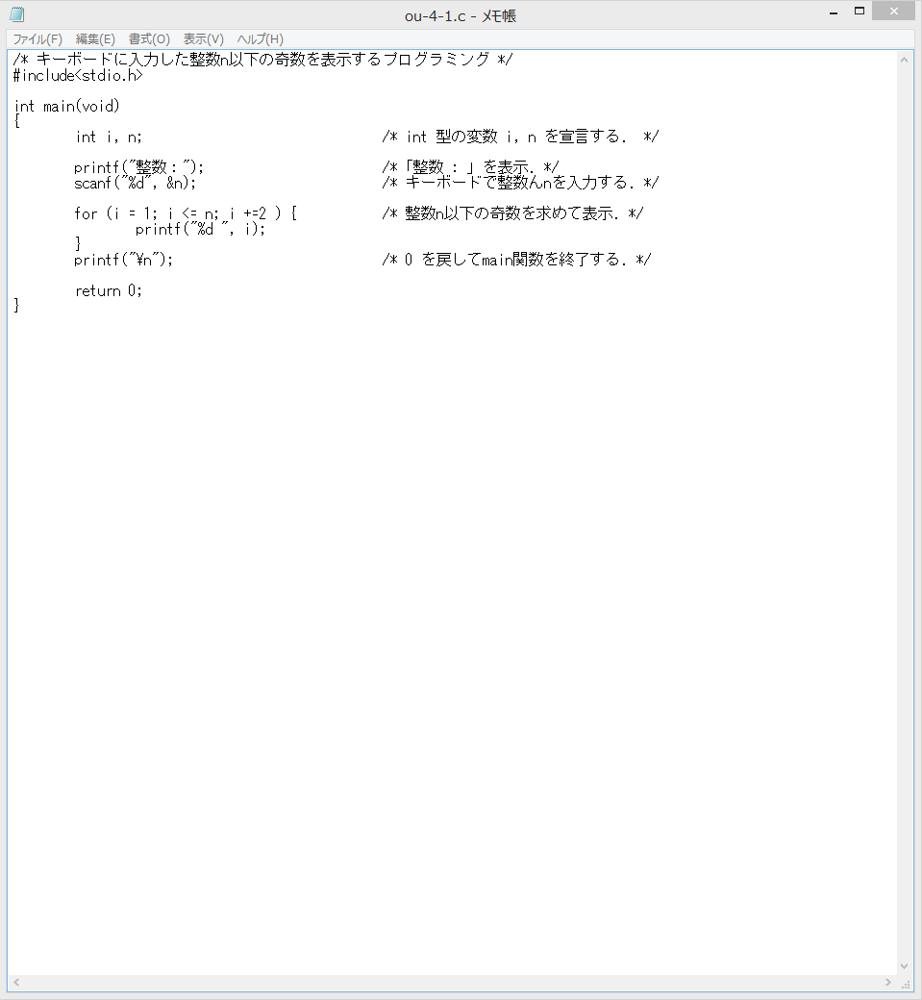 ou-4-1.c - メモ帳
ファイル(F) 編集(E) 書式(O) 表示(V) ヘルプ(H)
/* キーボードに入力した整数n以下の奇数を表示するプログラミング */
#include<stdio.h>
int main(void)
{
int i, n; /* int 型の変数 i, n を宣言する. */
printf("整数："); /*「整数：」を表示. */
scanf("%d", &n); /* キーボードで整数んnを入力する. */
for (i = 1; i <= n; i +=2 ) { /* 整数n以下の奇数を求めて表示. */
printf("%d ", i);
}
printf("¥n"); /* 0 を戻してmain関数を終了する. */
return 0;
}